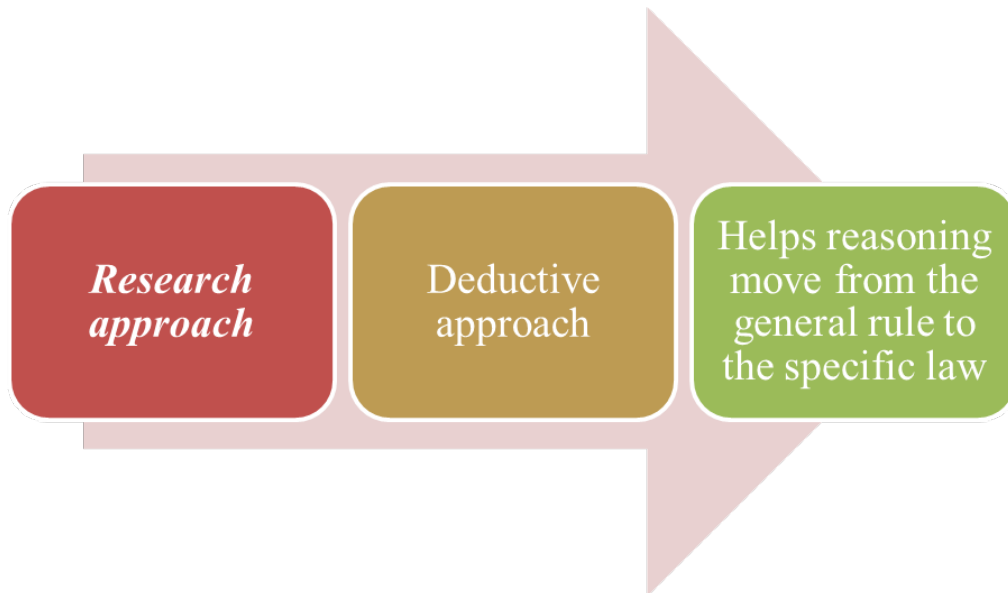 Research
approach
Deductive
approach
Helps reasoning
move from the
general rule to
the specific law